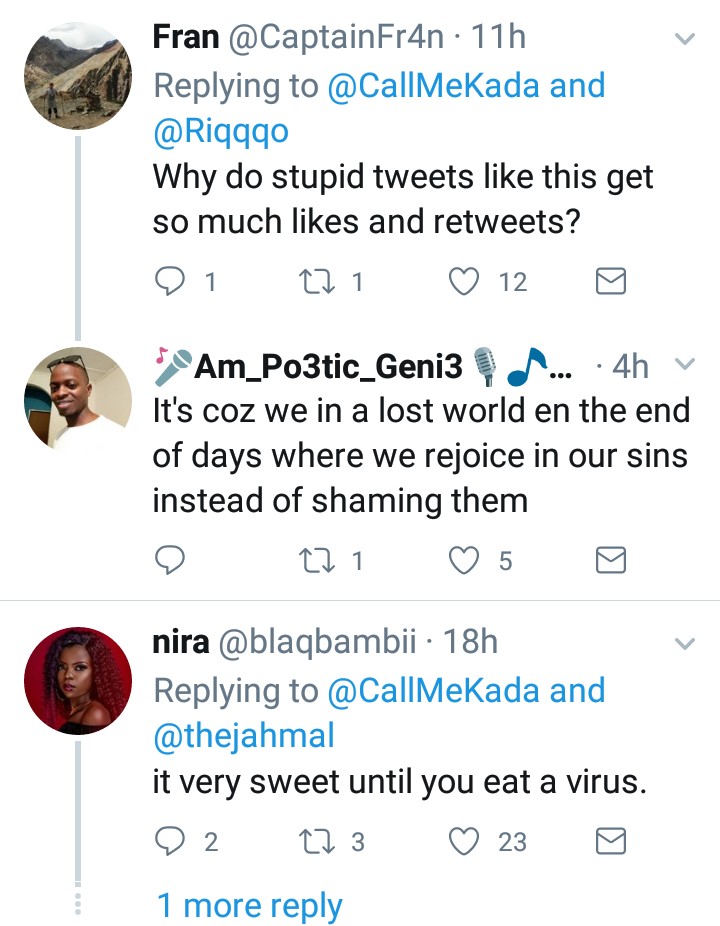 Fran @CaptainFr4n · 11h
Replying to @CallMeKada and
@Riqqqo
Why do stupid tweets like this get
so much likes and retweets?
1 1 12
🎤Am_Po3tic_Geni3🎙🎵... · 4h
It's coz we in a lost world en the end
of days where we rejoice in our sins
instead of shaming them
1 5
nira @blaqbambii · 18h
Replying to @CallMeKada and
@thejahmal
it very sweet until you eat a virus.
2 3 23
1 more reply